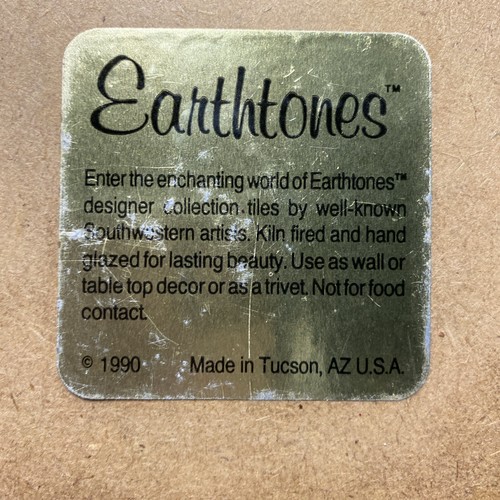 Earthtones™
Enter the enchanting world of Earthtones™
designer collection tiles by well-known
Southwestern artists. Kiln fired and hand
glazed for lasting beauty. Use as wall or
table top decor or as a trivet. Not for food
contact.
© 1990 Made in Tucson, AZ U.S.A.